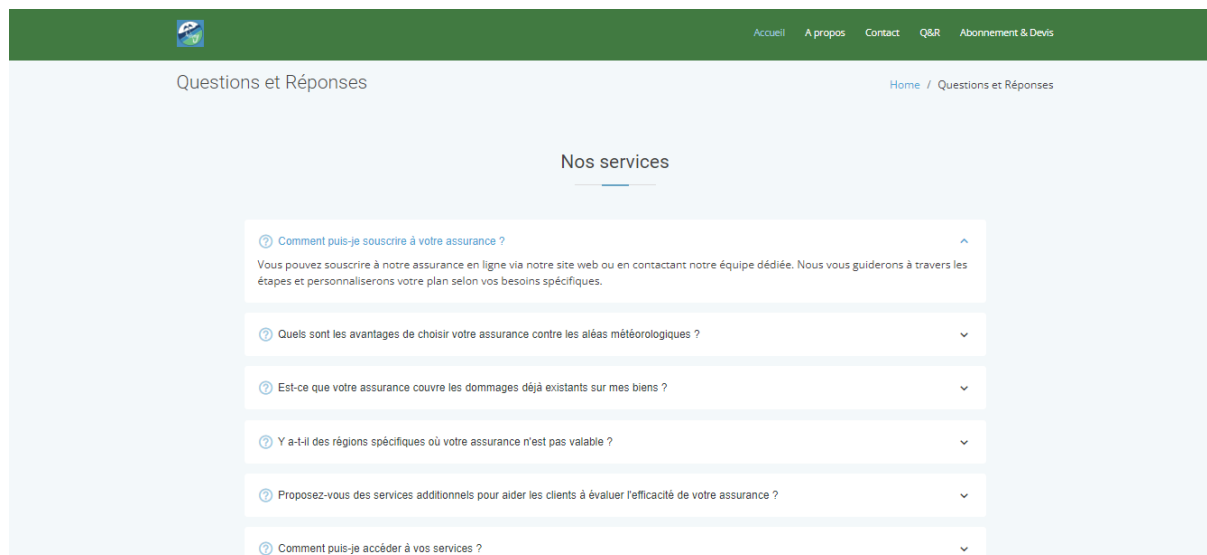 Accueil A propos Contact Q&R Abonnement & Devis
Questions et Réponses
Home / Questions et Réponses
Nos services
Comment puis-je souscrire à votre assurance ?
Vous pouvez souscrire à notre assurance en ligne via notre site web ou en contactant notre équipe dédiée. Nous vous guiderons à travers les
étapes et personnaliserons votre plan selon vos besoins spécifiques.
Quels sont les avantages de choisir votre assurance contre les aléas météorologiques ?
Est-ce que votre assurance couvre les dommages déjà existants sur mes biens ?
Y a-t-il des régions spécifiques où votre assurance n'est pas valable ?
Proposez-vous des services additionnels pour aider les clients à évaluer l'efficacité de votre assurance ?
Comment puis-je accéder à vos services ?